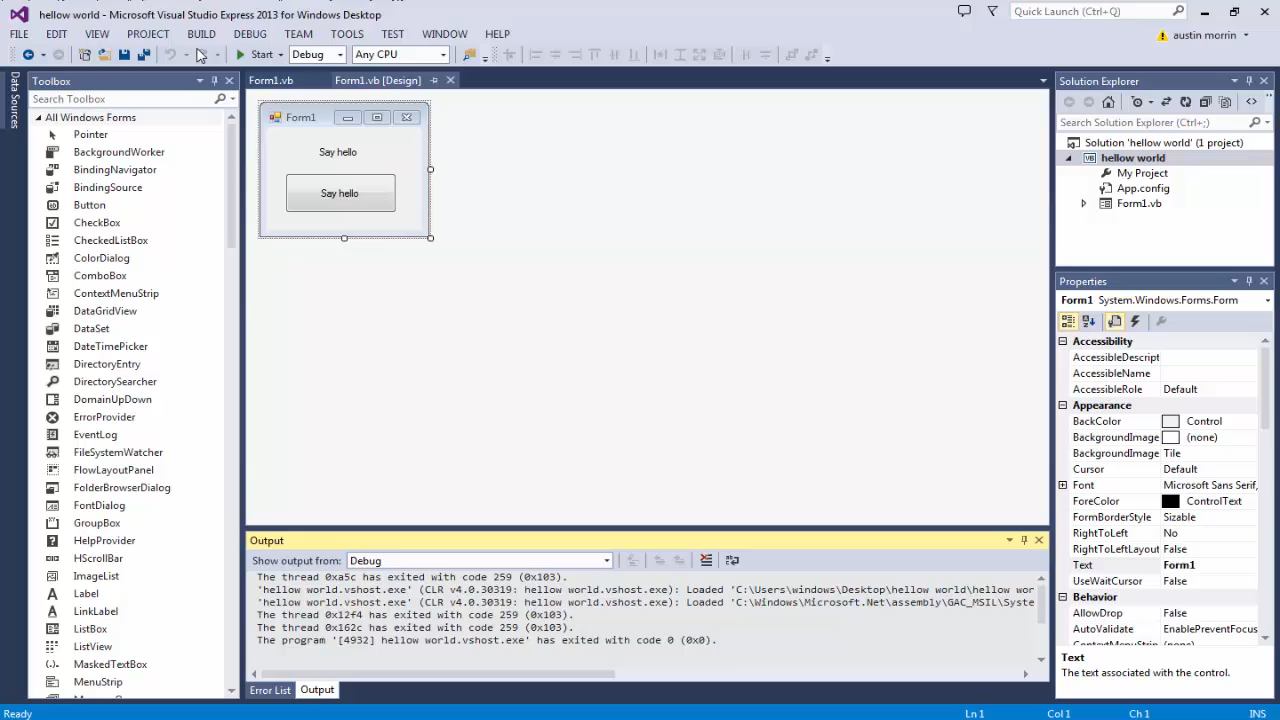 hellow world - Microsoft Visual Studio Express 2013 for Windows Desktop
Quick Launch (Ctrl+Q)
FILE EDIT VIEW PROJECT BUILD DEBUG TEAM TOOLS TEST WINDOW HELP
austin morrin
Start Debug Any CPU
Data Sources
Toolbox
Search Toolbox
All Windows Forms
Pointer
BackgroundWorker
BindingNavigator
BindingSource
Button
CheckBox
CheckedListBox
ColorDialog
ComboBox
ContextMenuStrip
DataGridView
DataSet
DateTimePicker
DirectoryEntry
DirectorySearcher
DomainUpDown
ErrorProvider
EventLog
FileSystemWatcher
FlowLayoutPanel
FolderBrowserDialog
FontDialog
GroupBox
HelpProvider
HScrollBar
ImageList
Label
LinkLabel
ListBox
ListView
MaskedTextBox
MenuStrip
Form1.vb Form1.vb [Design]
Form1
Say hello
Say hello
Output
Show output from: Debug
The thread 0xa5c has exited with code 259 (0x103).
'hellow world.vshost.exe' (CLR v4.0.30319: hellow world.vshost.exe): Loaded 'C:\Users\windows\Desktop\hellow world\hellow wor
'hellow world.vshost.exe' (CLR v4.0.30319: hellow world.vshost.exe): Loaded 'C:\Windows\Microsoft.Net\assembly\GAC_MSIL\Syste
The thread 0x12f4 has exited with code 259 (0x103).
The thread 0x162c has exited with code 259 (0x103).
The program '[4932] hellow world.vshost.exe' has exited with code 0 (0x0).
Error List Output
Solution Explorer
Search Solution Explorer (Ctrl+;)
Solution 'hellow world' (1 project)
hellow world
My Project
App.config
Form1.vb
Properties
Form1 System.Windows.Forms.Form
Accessibility
AccessibleDescript
AccessibleName
AccessibleRole Default
Appearance
BackColor Control
BackgroundImage (none)
BackgroundImage Tile
Cursor Default
Font Microsoft Sans Serif,
ForeColor ControlText
FormBorderStyle Sizable
RightToLeft No
RightToLeftLayou False
Text Form1
UseWaitCursor False
Behavior
AllowDrop False
AutoValidate EnablePreventFocus
Text
The text associated with the control.
Ready Ln 1 Col 1 Ch 1 INS